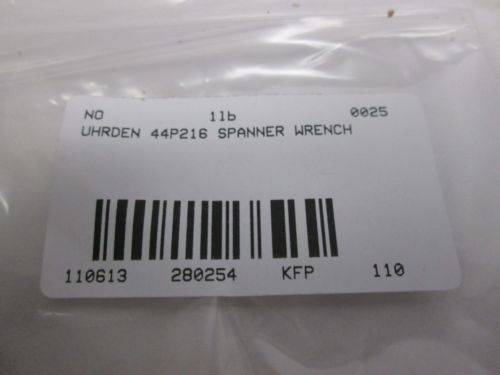 NO 1lb 0025
UHRDEN 44P216 SPANNER WRENCH
110613 280254 KFP 110